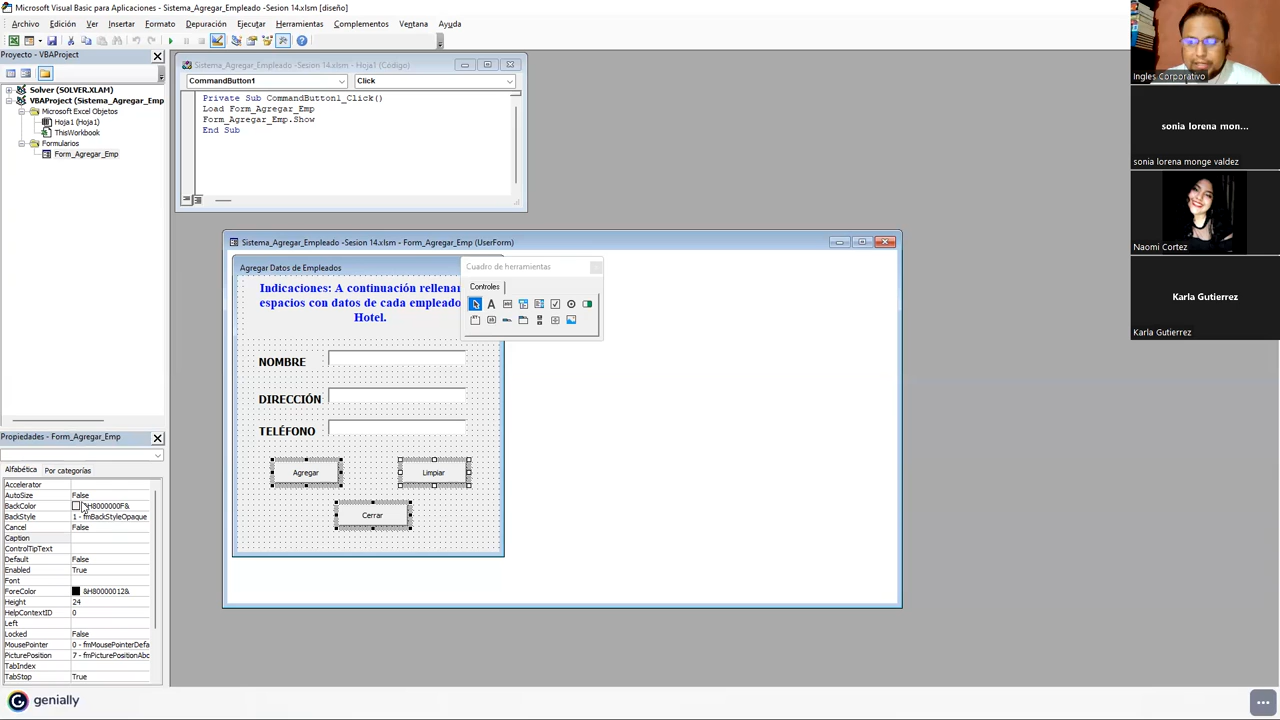 Microsoft Visual Basic para Aplicaciones - Sistema_Agregar_Empleado -Sesion 14.xlsm [diseño]
Archivo Edición Ver Insertar Formato Depuración Ejecutar Herramientas Complementos Ventana Ayuda
Proyecto - VBAProject
Solver (SOLVER.XLAM)
VBAProject (Sistema_Agregar_Emp
Microsoft Excel Objetos
Hoja1 (Hoja1)
ThisWorkbook
Formularios
Form_Agregar_Emp
Sistema_Agregar_Empleado -Sesion 14.xlsm - Hoja1 (Código)
CommandButton1 Click
Private Sub CommandButton1_Click()
Load Form_Agregar_Emp
Form_Agregar_Emp.Show
End Sub
Sistema_Agregar_Empleado -Sesion 14.xlsm - Form_Agregar_Emp (UserForm)
Agregar Datos de Empleados
Indicaciones: A continuación rellenar
espacios con datos de cada empleado
Hotel.
NOMBRE
DIRECCIÓN
TELÉFONO
Agregar Limpiar
Cerrar
Cuadro de herramientas
Controles
Propiedades - Form_Agregar_Emp
Alfabética Por categorías
Accelerator
AutoSize False
BackColor &H8000000F&
BackStyle 1 - fmBackStyleOpaque
Cancel False
Caption
ControlTipText
Default False
Enabled True
Font
ForeColor &H80000012&
Height 24
HelpContextID 0
Left
Locked False
MousePointer 0 - fmMousePointerDefa
PicturePosition 7 - fmPicturePositionAbc
TabIndex
TabStop True
Ingles Corporativo
sonia lorena mon...
sonia lorena monge valdez
Naomi Cortez
Karla Gutierrez
Karla Gutierrez
genially